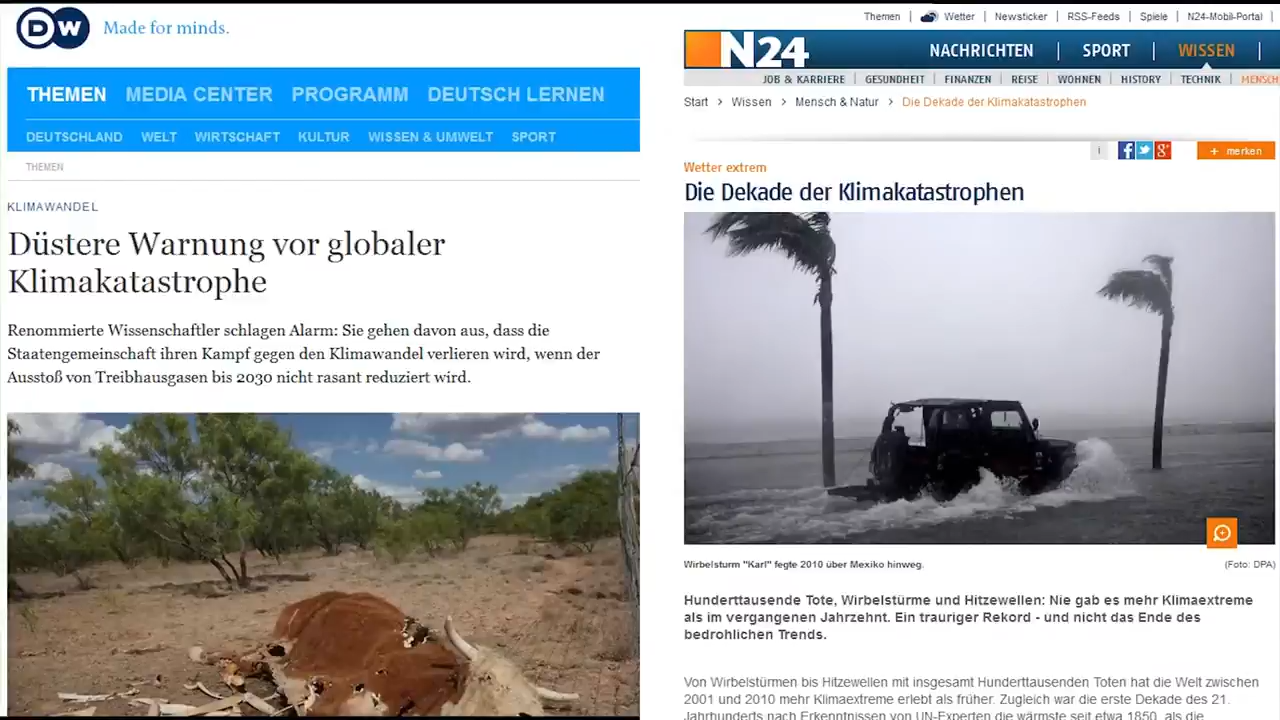 DW
Made for minds.
THEMEN MEDIA CENTER PROGRAMM DEUTSCH LERNEN
DEUTSCHLAND WELT WIRTSCHAFT KULTUR WISSEN & UMWELT SPORT
THEMEN
KLIMAWANDEL
Düstere Warnung vor globaler
Klimakatastrophe
Renommierte Wissenschaftler schlagen Alarm: Sie gehen davon aus, dass die
Staatengemeinschaft ihren Kampf gegen den Klimawandel verlieren wird, wenn der
Ausstoß von Treibhausgasen bis 2030 nicht rasant reduziert wird.
Themen | Wetter | Newsticker | RSS-Feeds | Spiele | N24-Mobil-Portal |
N24
NACHRICHTEN | SPORT | WISSEN |
JOB & KARRIERE | GESUNDHEIT | FINANZEN | REISE | WOHNEN | HISTORY | TECHNIK | MENSCH
Start > Wissen > Mensch & Natur > Die Dekade der Klimakatastrophen
i f g+ + merken
Wetter extrem
Die Dekade der Klimakatastrophen
Wirbelsturm "Karl" fegte 2010 über Mexiko hinweg. (Foto: DPA)
Hunderttausende Tote, Wirbelstürme und Hitzewellen: Nie gab es mehr Klimaextreme
als im vergangenen Jahrzehnt. Ein trauriger Rekord - und nicht das Ende des
bedrohlichen Trends.
Von Wirbelstürmen bis Hitzewellen mit insgesamt Hunderttausenden Toten hat die Welt zwischen
2001 und 2010 mehr Klimaextreme erlebt als früher. Zugleich war die erste Dekade des 21.
Jahrhunderts nach Erkenntnissen von UN-Experten die wärmste seit etwa 1850, als die